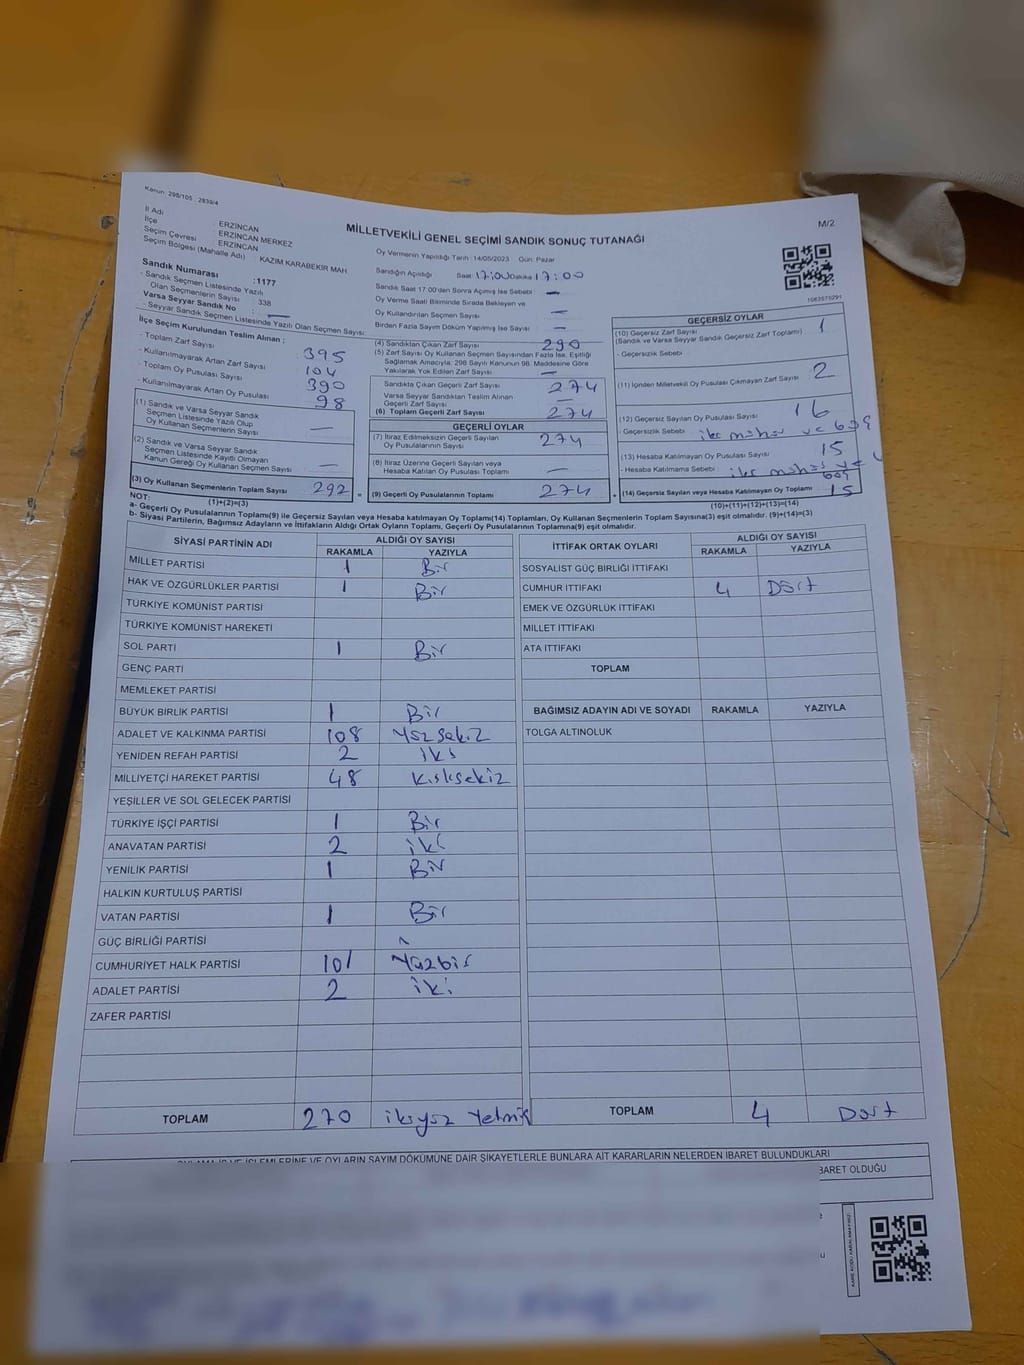 Kanun: 298/105 : 2839/4
M/2
MİLLETVEKİLİ GENEL SEÇİMİ SANDIK SONUÇ TUTANAĞI
İl Adı : ERZİNCAN
İlçe : ERZİNCAN MERKEZ
Seçim Çevresi : ERZİNCAN
Seçim Bölgesi (Mahalle Adı) : KAZIM KARABEKIR MAH.
Sandık Numarası : 1177
- Sandık Seçmen Listesinde Yazılı
Olan Seçmenlerin Sayısı : 338
Varsa Seyyar Sandık No : —
- Seyyar Sandık Seçmen Listesinde Yazılı Olan Seçmen Sayısı
İlçe Seçim Kurulundan Teslim Alınan ;
- Toplam Zarf Sayısı 395
- Kullanılmayarak Artan Zarf Sayısı 104
- Toplam Oy Pusulası Sayısı 390
- Kullanılmayarak Artan Oy Pusulası 98
(1) Sandık ve Varsa Seyyar Sandık
Seçmen Listesinde Yazılı Olup
Oy Kullanan Seçmenlerin Sayısı —
(2) Sandık ve Varsa Seyyar Sandık
Seçmen Listesinde Kayıtlı Olmayan
Kanun Gereği Oy Kullanan Seçmen Sayısı —
(3) Oy Kullanan Seçmenlerin Toplam Sayısı 292
(1)+(2)=(3)
Oy Vermenin Yapıldığı Tarih : 14/05/2023 Gün: Pazar
Sandığın Açıldığı Saat: 17:00 Dakika 17:00
Sandık Saat 17.00'den Sonra Açılmış İse Sebebi —
Oy Verme Saati Bitiminde Sırada Bekleyen ve
Oy Kullandırılan Seçmen Sayısı —
Birden Fazla Sayım Döküm Yapılmış İse Sayısı —
(4) Sandıktan Çıkan Zarf Sayısı 290
(5) Zarf Sayısı Oy Kullanan Seçmen Sayısından Fazla İse, Eşitliği
Sağlamak Amacıyla; 298 Sayılı Kanunun 98. Maddesine Göre
Yakılarak Yok Edilen Zarf Sayısı —
Sandıkta Çıkan Geçerli Zarf Sayısı 274
Varsa Seyyar Sandıktan Teslim Alınan
Geçerli Zarf Sayısı —
(6) Toplam Geçerli Zarf Sayısı 274
GEÇERLİ OYLAR
(7) İtiraz Edilmeksizin Geçerli Sayılan
Oy Pusulalarının Sayısı 274
(8) İtiraz Üzerine Geçerli Sayılan veya
Hesaba Katılan Oy Pusulası Toplamı —
(9) Geçerli Oy Pusulalarının Toplamı 274
1083575291
GEÇERSİZ OYLAR
(10) Geçersiz Zarf Sayısı 1
(Sandık ve Varsa Seyyar Sandık Geçersiz Zarf Toplamı)
- Geçersizlik Sebebi
(11) İçinden Milletvekili Oy Pusulası Çıkmayan Zarf Sayısı 2
(12) Geçersiz Sayılan Oy Pusulası Sayısı 16
- Geçersizlik Sebebi : iki mühür ve boş
(13) Hesaba Katılmayan Oy Pusulası Sayısı 15
- Hesaba Katılmama Sebebi : iki mühür ve
boş
(14) Geçersiz Sayılan veya Hesaba Katılmayan Oy Toplamı 15
(10)+(11)+(12)+(13)=(14)
NOT:
a- Geçerli Oy Pusulalarının Toplamı(9) ile Geçersiz Sayılan veya Hesaba katılmayan Oy Toplamı(14) Toplamları, Oy Kullanan Seçmenlerin Toplam Sayısına(3) eşit olmalıdır. (9)+(14)=(3)
b- Siyasi Partilerin, Bağımsız Adayların ve İttifakların Aldığı Ortak Oyların Toplamı, Geçerli Oy Pusulalarının Toplamına(9) eşit olmalıdır.
SİYASİ PARTİNİN ADI ALDIĞI OY SAYISI
RAKAMLA YAZIYLA
MİLLET PARTİSİ 1 Bir
HAK VE ÖZGÜRLÜKLER PARTİSİ 1 Bir
TÜRKİYE KOMÜNİST PARTİSİ
TÜRKİYE KOMÜNİST HAREKETİ
SOL PARTİ 1 Bir
GENÇ PARTİ
MEMLEKET PARTİSİ
BÜYÜK BİRLİK PARTİSİ 1 Bir
ADALET VE KALKINMA PARTİSİ 108 Yüzsekiz
YENİDEN REFAH PARTİSİ 2 iki
MİLLİYETÇİ HAREKET PARTİSİ 48 Kırksekiz
YEŞİLLER VE SOL GELECEK PARTİSİ
TÜRKİYE İŞÇİ PARTİSİ 1 Bir
ANAVATAN PARTİSİ 2 iki
YENİLİK PARTİSİ 1 Bir
HALKIN KURTULUŞ PARTİSİ
VATAN PARTİSİ 1 Bir
GÜÇ BİRLİĞİ PARTİSİ
CUMHURİYET HALK PARTİSİ 101 Yüzbir
ADALET PARTİSİ 2 iki
ZAFER PARTİSİ
TOPLAM 270 ikiyüz Yetmiş
İTTİFAK ORTAK OYLARI ALDIĞI OY SAYISI
RAKAMLA YAZIYLA
SOSYALİST GÜÇ BİRLİĞİ İTTİFAKI
CUMHUR İTTİFAKI 4 Dört
EMEK VE ÖZGÜRLÜK İTTİFAKI
MİLLET İTTİFAKI
ATA İTTİFAKI
TOPLAM
BAĞIMSIZ ADAYIN ADI VE SOYADI RAKAMLA YAZIYLA
TOLGA ALTINOLUK
TOPLAM 4 Dört
OYLAMA İŞ VE İŞLEMLERİNE VE OYLARIN SAYIM DÖKÜMÜNE DAİR ŞİKAYETLERLE BUNLARA AİT KARARLARIN NELERDEN İBARET BULUNDUKLARI
BARET OLDUĞU